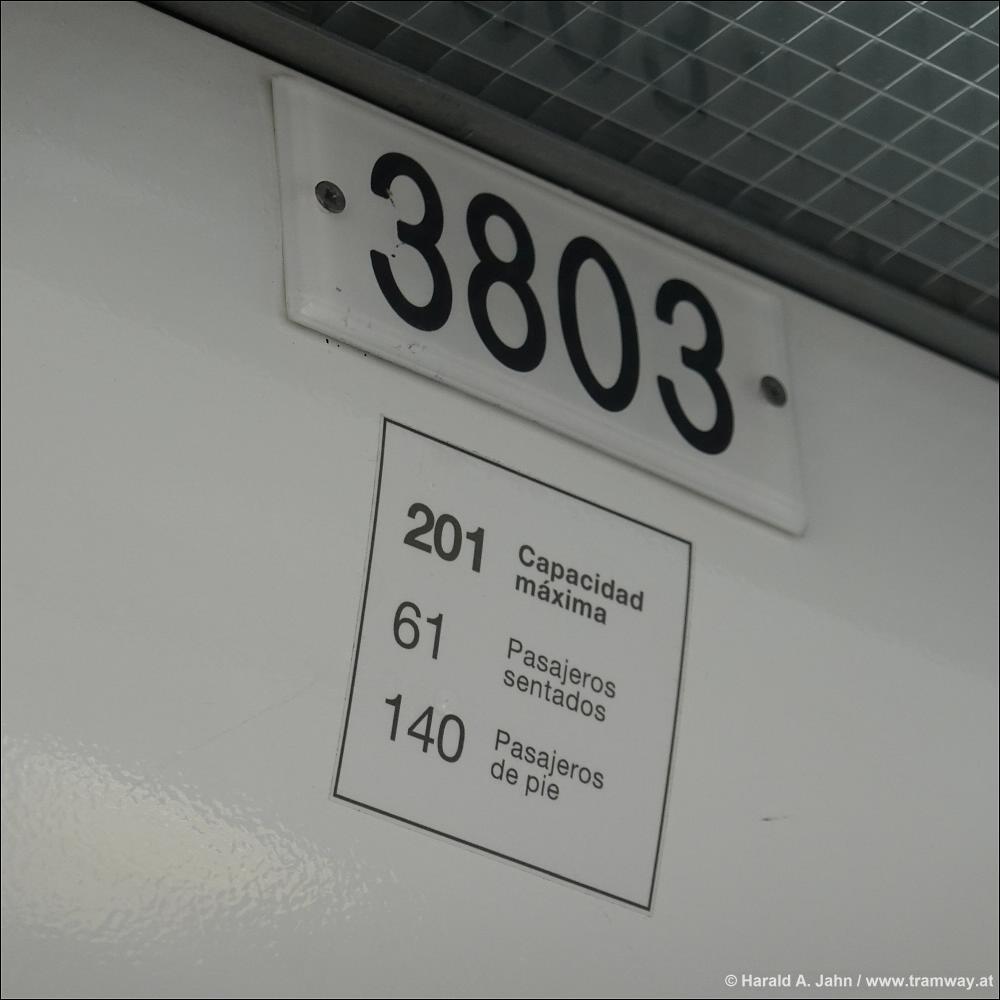 3803
201 Capacidad
máxima
61 Pasajeros
sentados
140 Pasajeros
de pie
© Harald A. Jahn / www.tramway.at